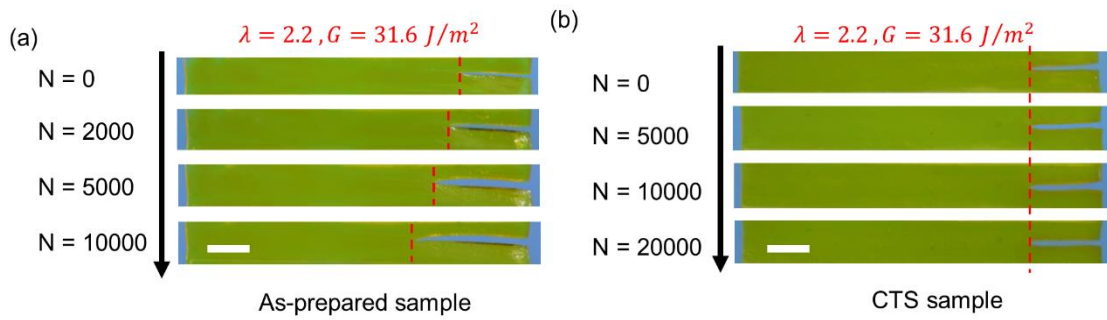 (a)
λ = 2.2 , G = 31.6 J/m²
N = 0
N = 2000
N = 5000
N = 10000
As-prepared sample
(b)
λ = 2.2 , G = 31.6 J/m²
N = 0
N = 5000
N = 10000
N = 20000
CTS sample